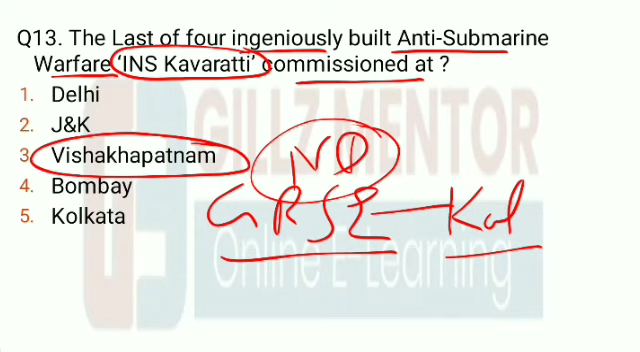 Q13. The Last of four ingeniously built Anti-Submarine
Warfare 'INS Kavaratti' commissioned at ?
1. Delhi
2. J&K
3. Vishakhapatnam
4. Bombay
5. Kolkata
GILLZ MENTOR
Online E-Learning
ND
GRSE - Kol